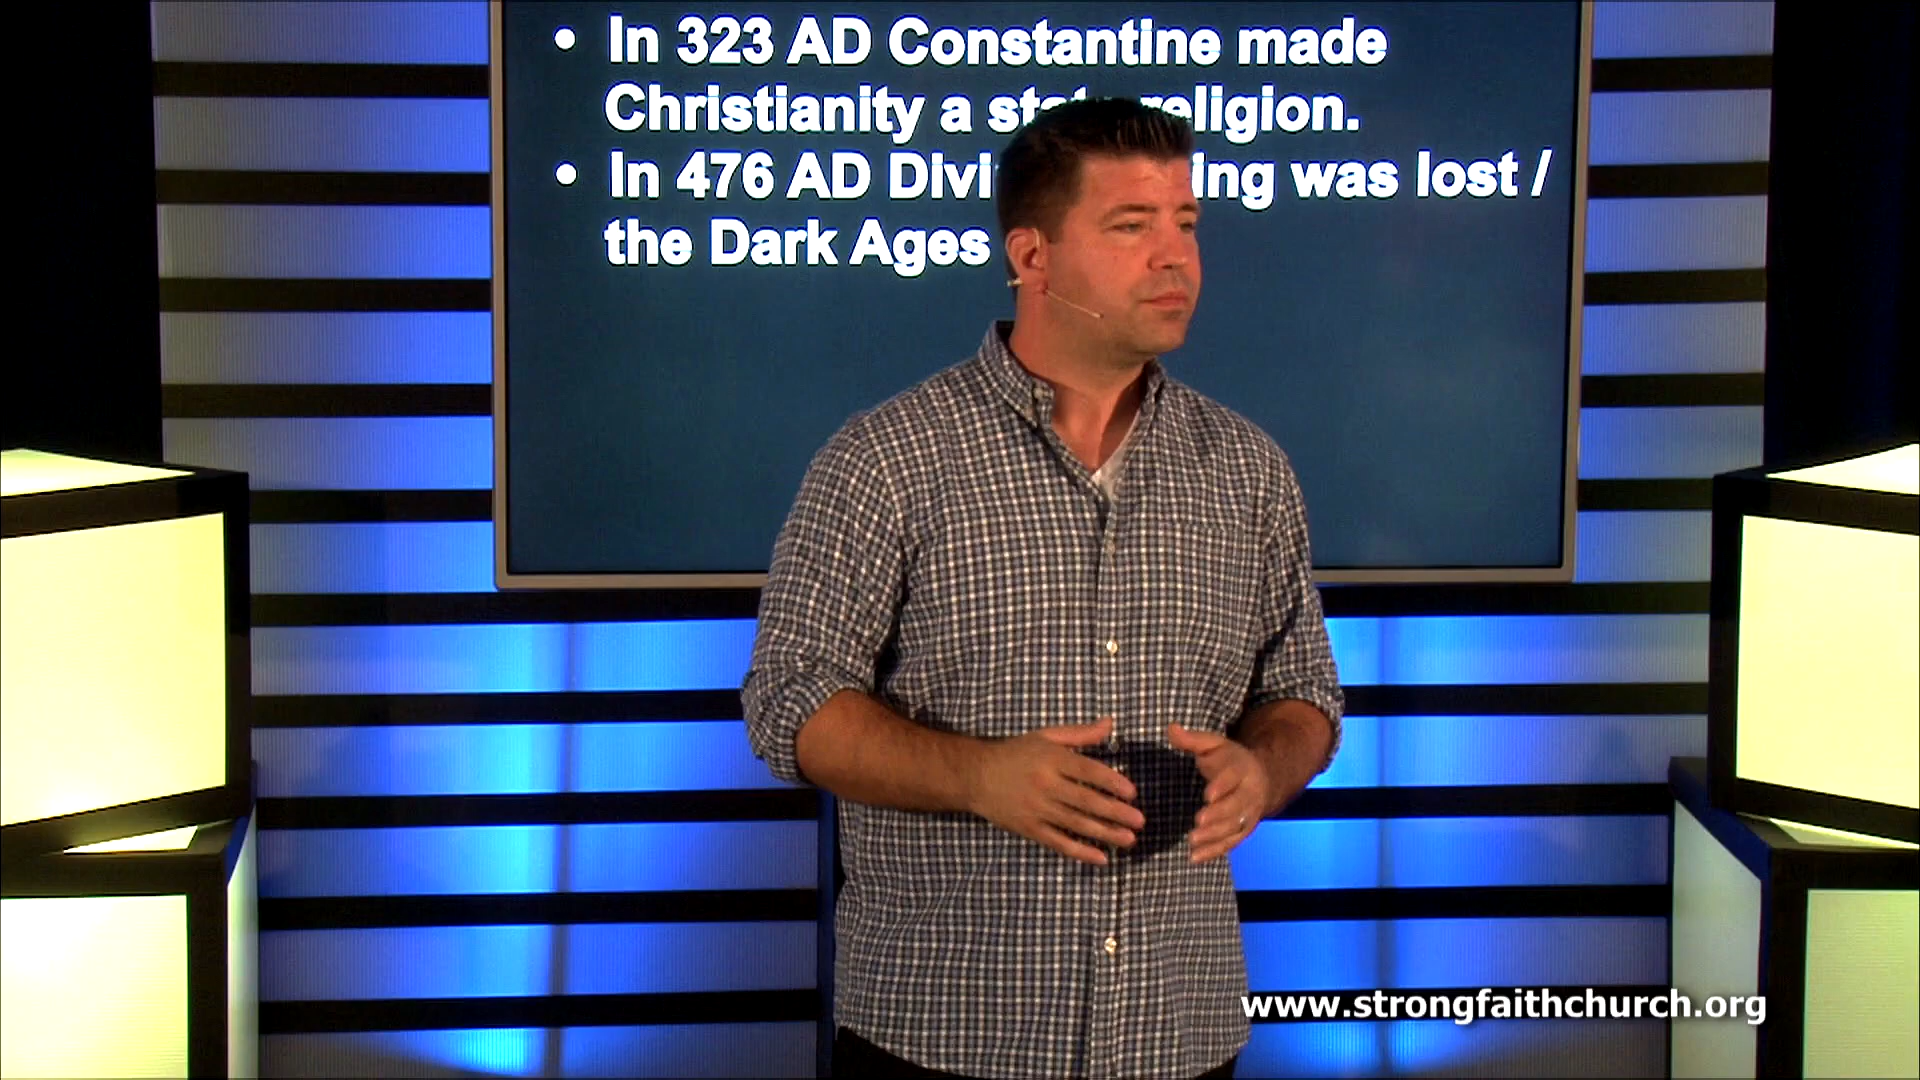 • In 323 AD Constantine made
Christianity a religion.
• In 476 AD was lost /
the Dark Ages
www.strongfaithchurch.org